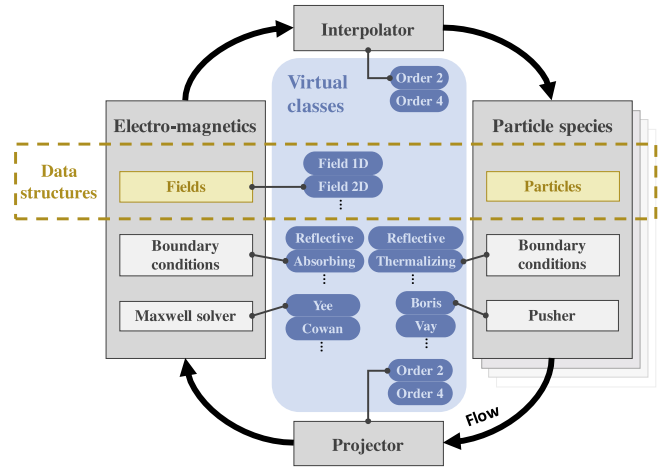 Interpolator
Virtual
classes
Order 2
Order 4
Electro-magnetics
Particle species
Data
structures
Field 1D
Fields
Field 2D
Particles
Reflective
Reflective
Boundary
conditions
Absorbing
Thermalizing
Boundary
conditions
Maxwell solver
Yee
Cowan
Boris
Vay
Pusher
Order 2
Order 4
Flow
Projector